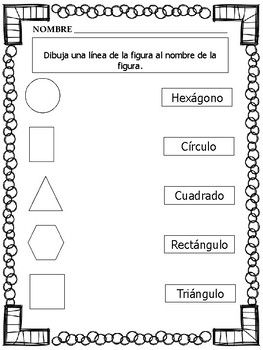 NOMBRE
Dibuja una línea de la figura al nombre de la
figura.
Hexágono
Círculo
Cuadrado
Rectángulo
Triángulo